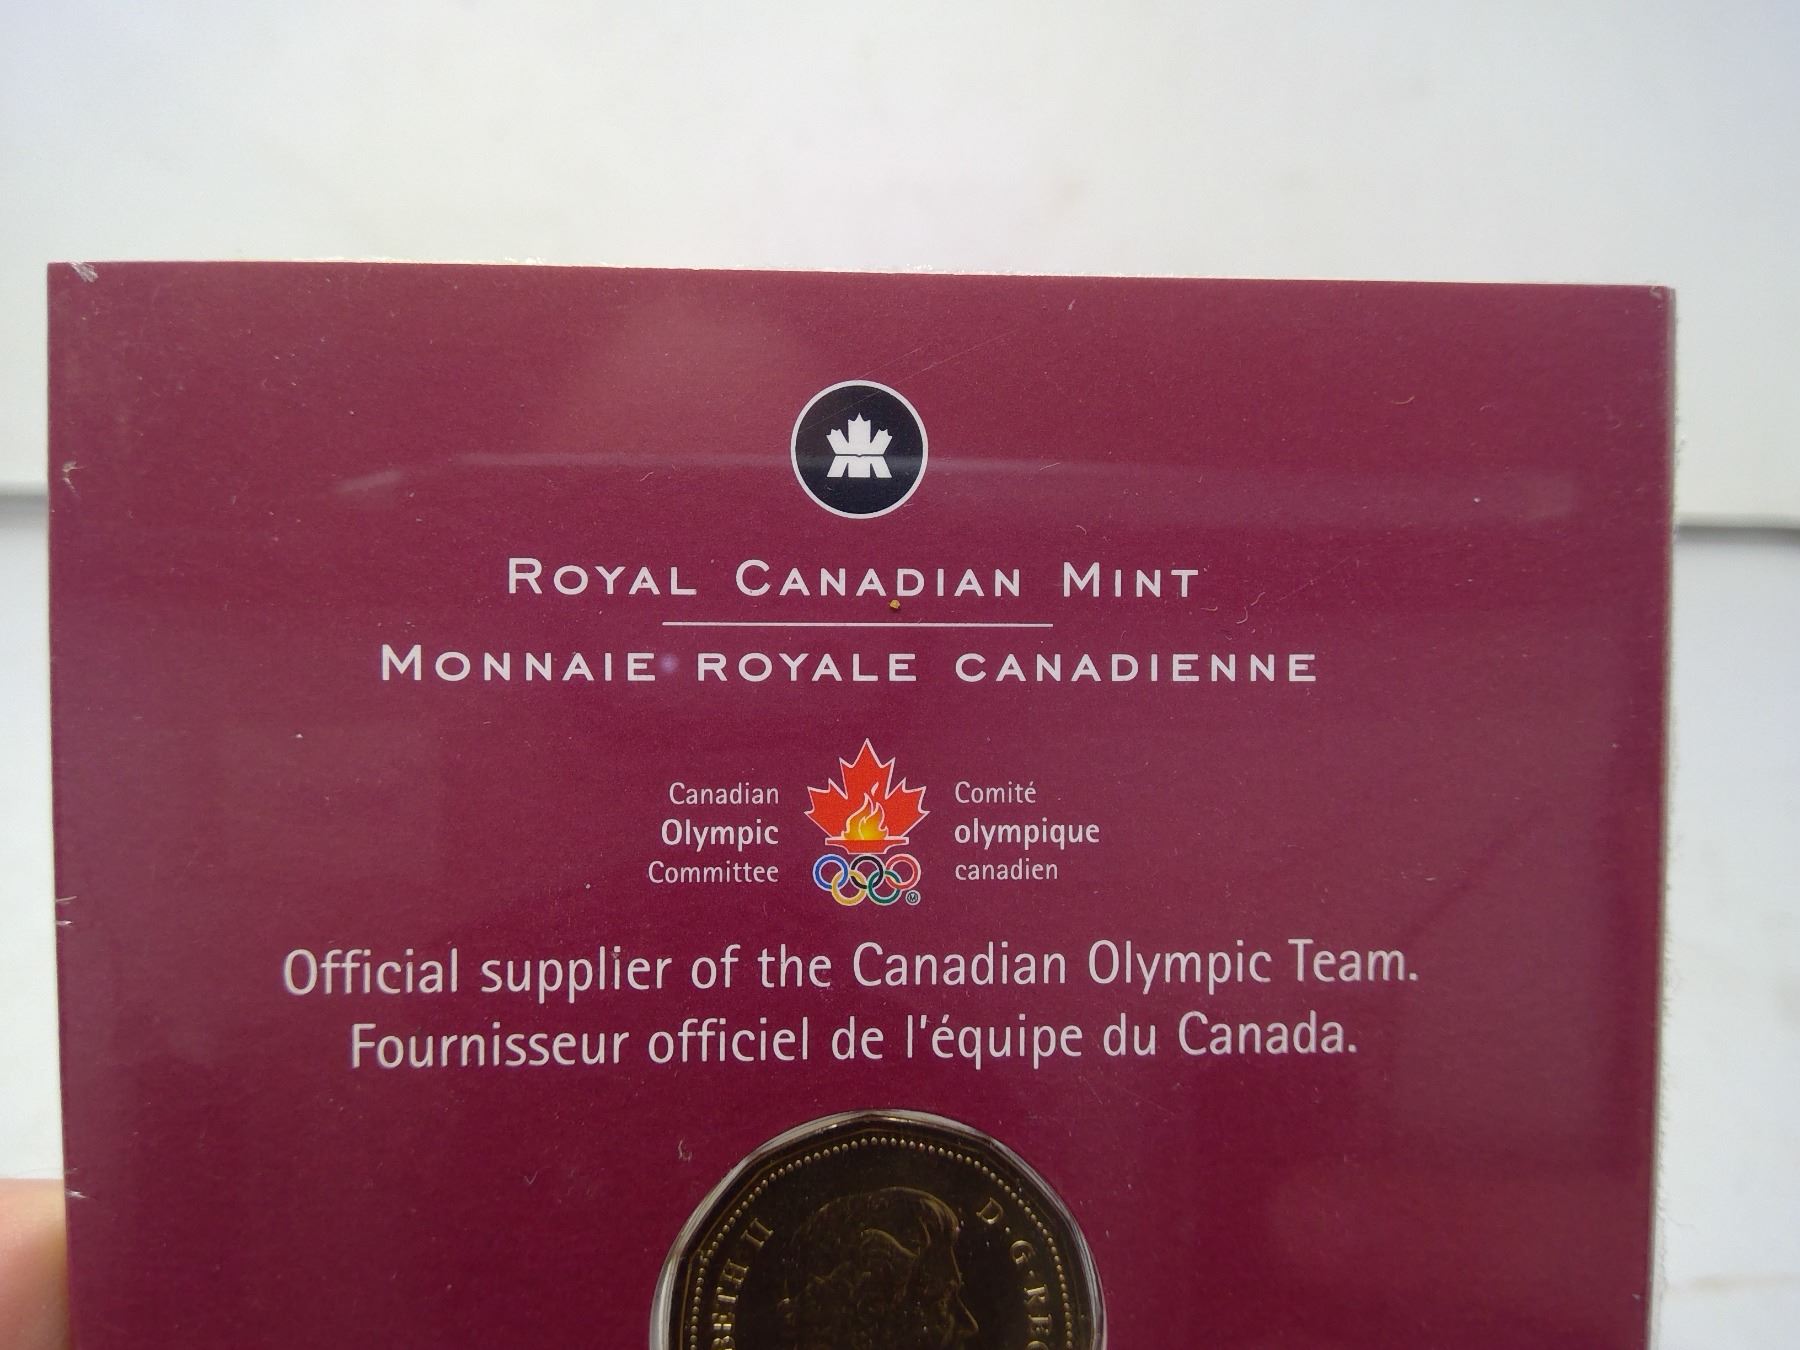 ROYAL CANADIAN MINT
MONNAIE ROYALE CANADIENNE
Canadian
Olympic
Committee
Comité
olympique
canadien
Official supplier of the Canadian Olympic Team.
Fournisseur officiel de l'équipe du Canada.
II D·G·